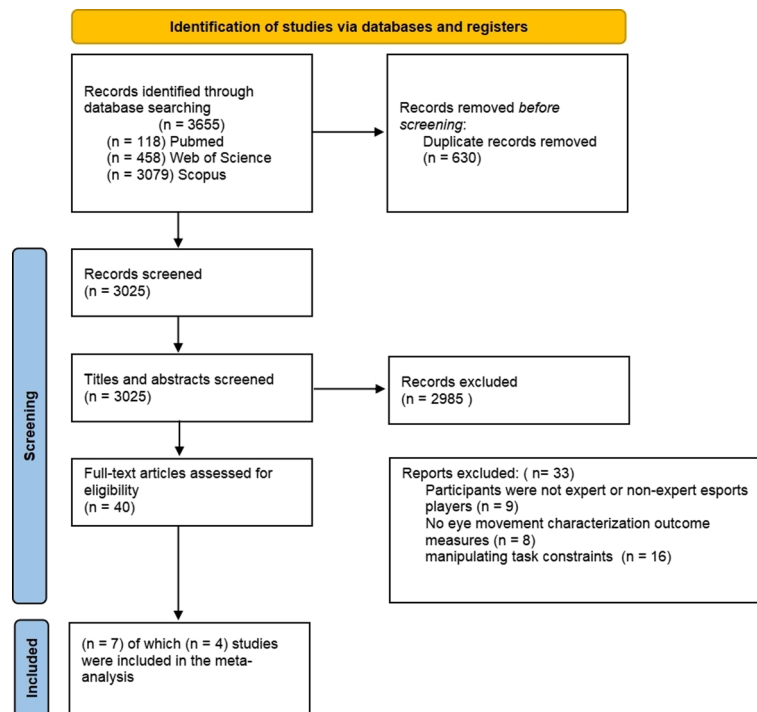 Identification of studies via databases and registers
Records identified through
database searching
(n = 3655)
(n = 118) Pubmed
(n = 458) Web of Science
(n = 3079) Scopus
Records removed before
screening:
Duplicate records removed
(n = 630)
Screening
Records screened
(n = 3025)
Titles and abstracts screened
(n = 3025)
Records excluded
(n = 2985 )
Full-text articles assessed for
eligibility
(n = 40)
Reports excluded: ( n= 33)
Participants were not expert or non-expert esports
players (n = 9)
No eye movement characterization outcome
measures (n = 8)
manipulating task constraints  (n = 16)
Included
(n = 7) of which (n = 4) studies
were included in the meta-
analysis